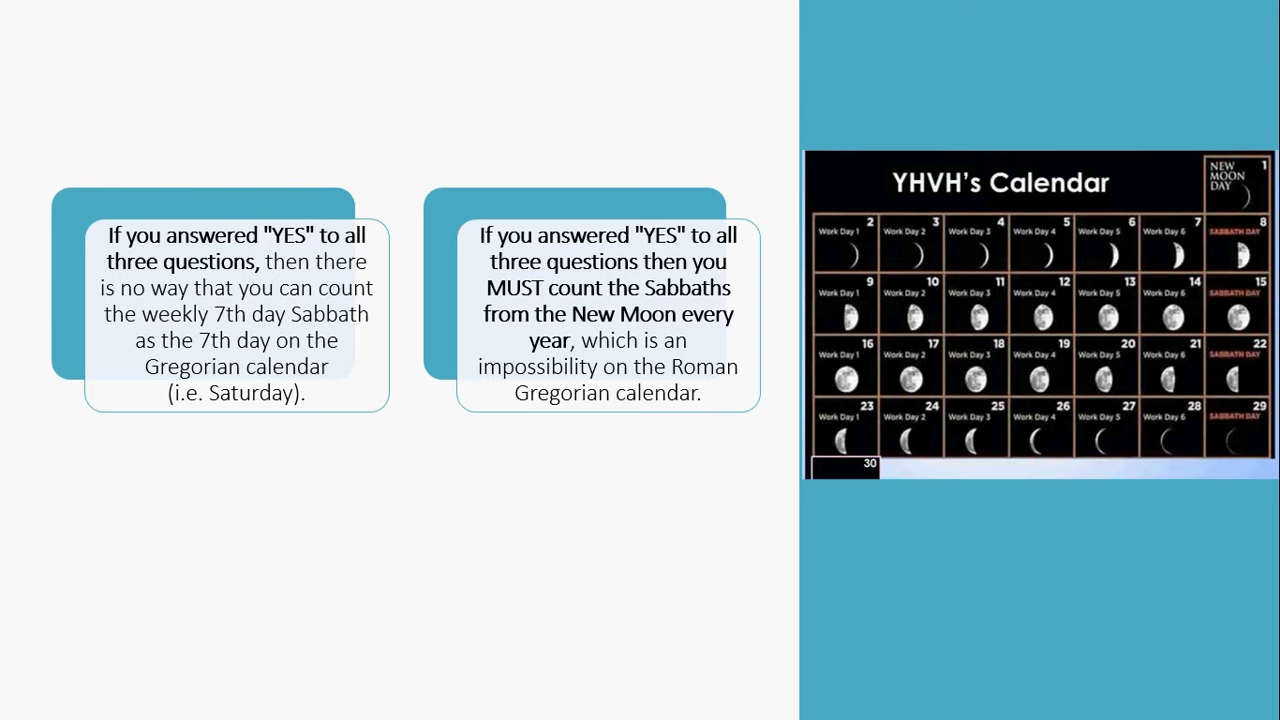 If you answered "YES" to all
three questions, then there
is no way that you can count
the weekly 7th day Sabbath
as the 7th day on the
Gregorian calendar
(i.e. Saturday).
If you answered "YES" to all
three questions then you
MUST count the Sabbaths
from the New Moon every
year, which is an
impossibility on the Roman
Gregorian calendar.
YHVH's Calendar
NEW MOON DAY 1
2 3 4 5 6 7 8
Work Day 1 Work Day 2 Work Day 3 Work Day 4 Work Day 5 Work Day 6 SABBATH DAY
9 10 11 12 13 14 15
Work Day 1 Work Day 2 Work Day 3 Work Day 4 Work Day 5 Work Day 6 SABBATH DAY
16 17 18 19 20 21 22
Work Day 1 Work Day 2 Work Day 3 Work Day 4 Work Day 5 Work Day 6 SABBATH DAY
23 24 25 26 27 28 29
Work Day 1 Work Day 2 Work Day 3 Work Day 4 Work Day 5 Work Day 6 SABBATH DAY
30